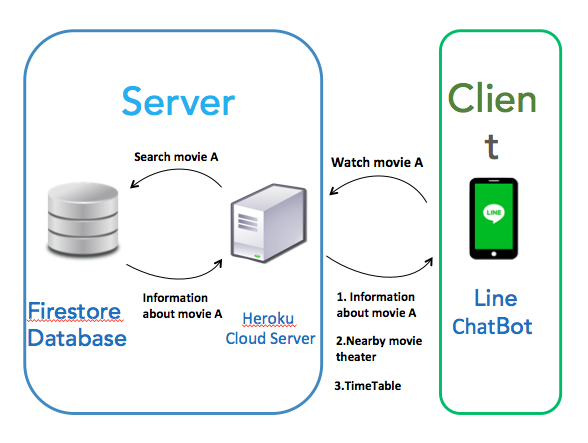 Server
Clien
t
Search movie A
Watch movie A
LINE
Information
about movie A
Firestore
Database
Heroku
Cloud Server
1. Information
about movie A
2.Nearby movie
theater
3.TimeTable
Line
ChatBot